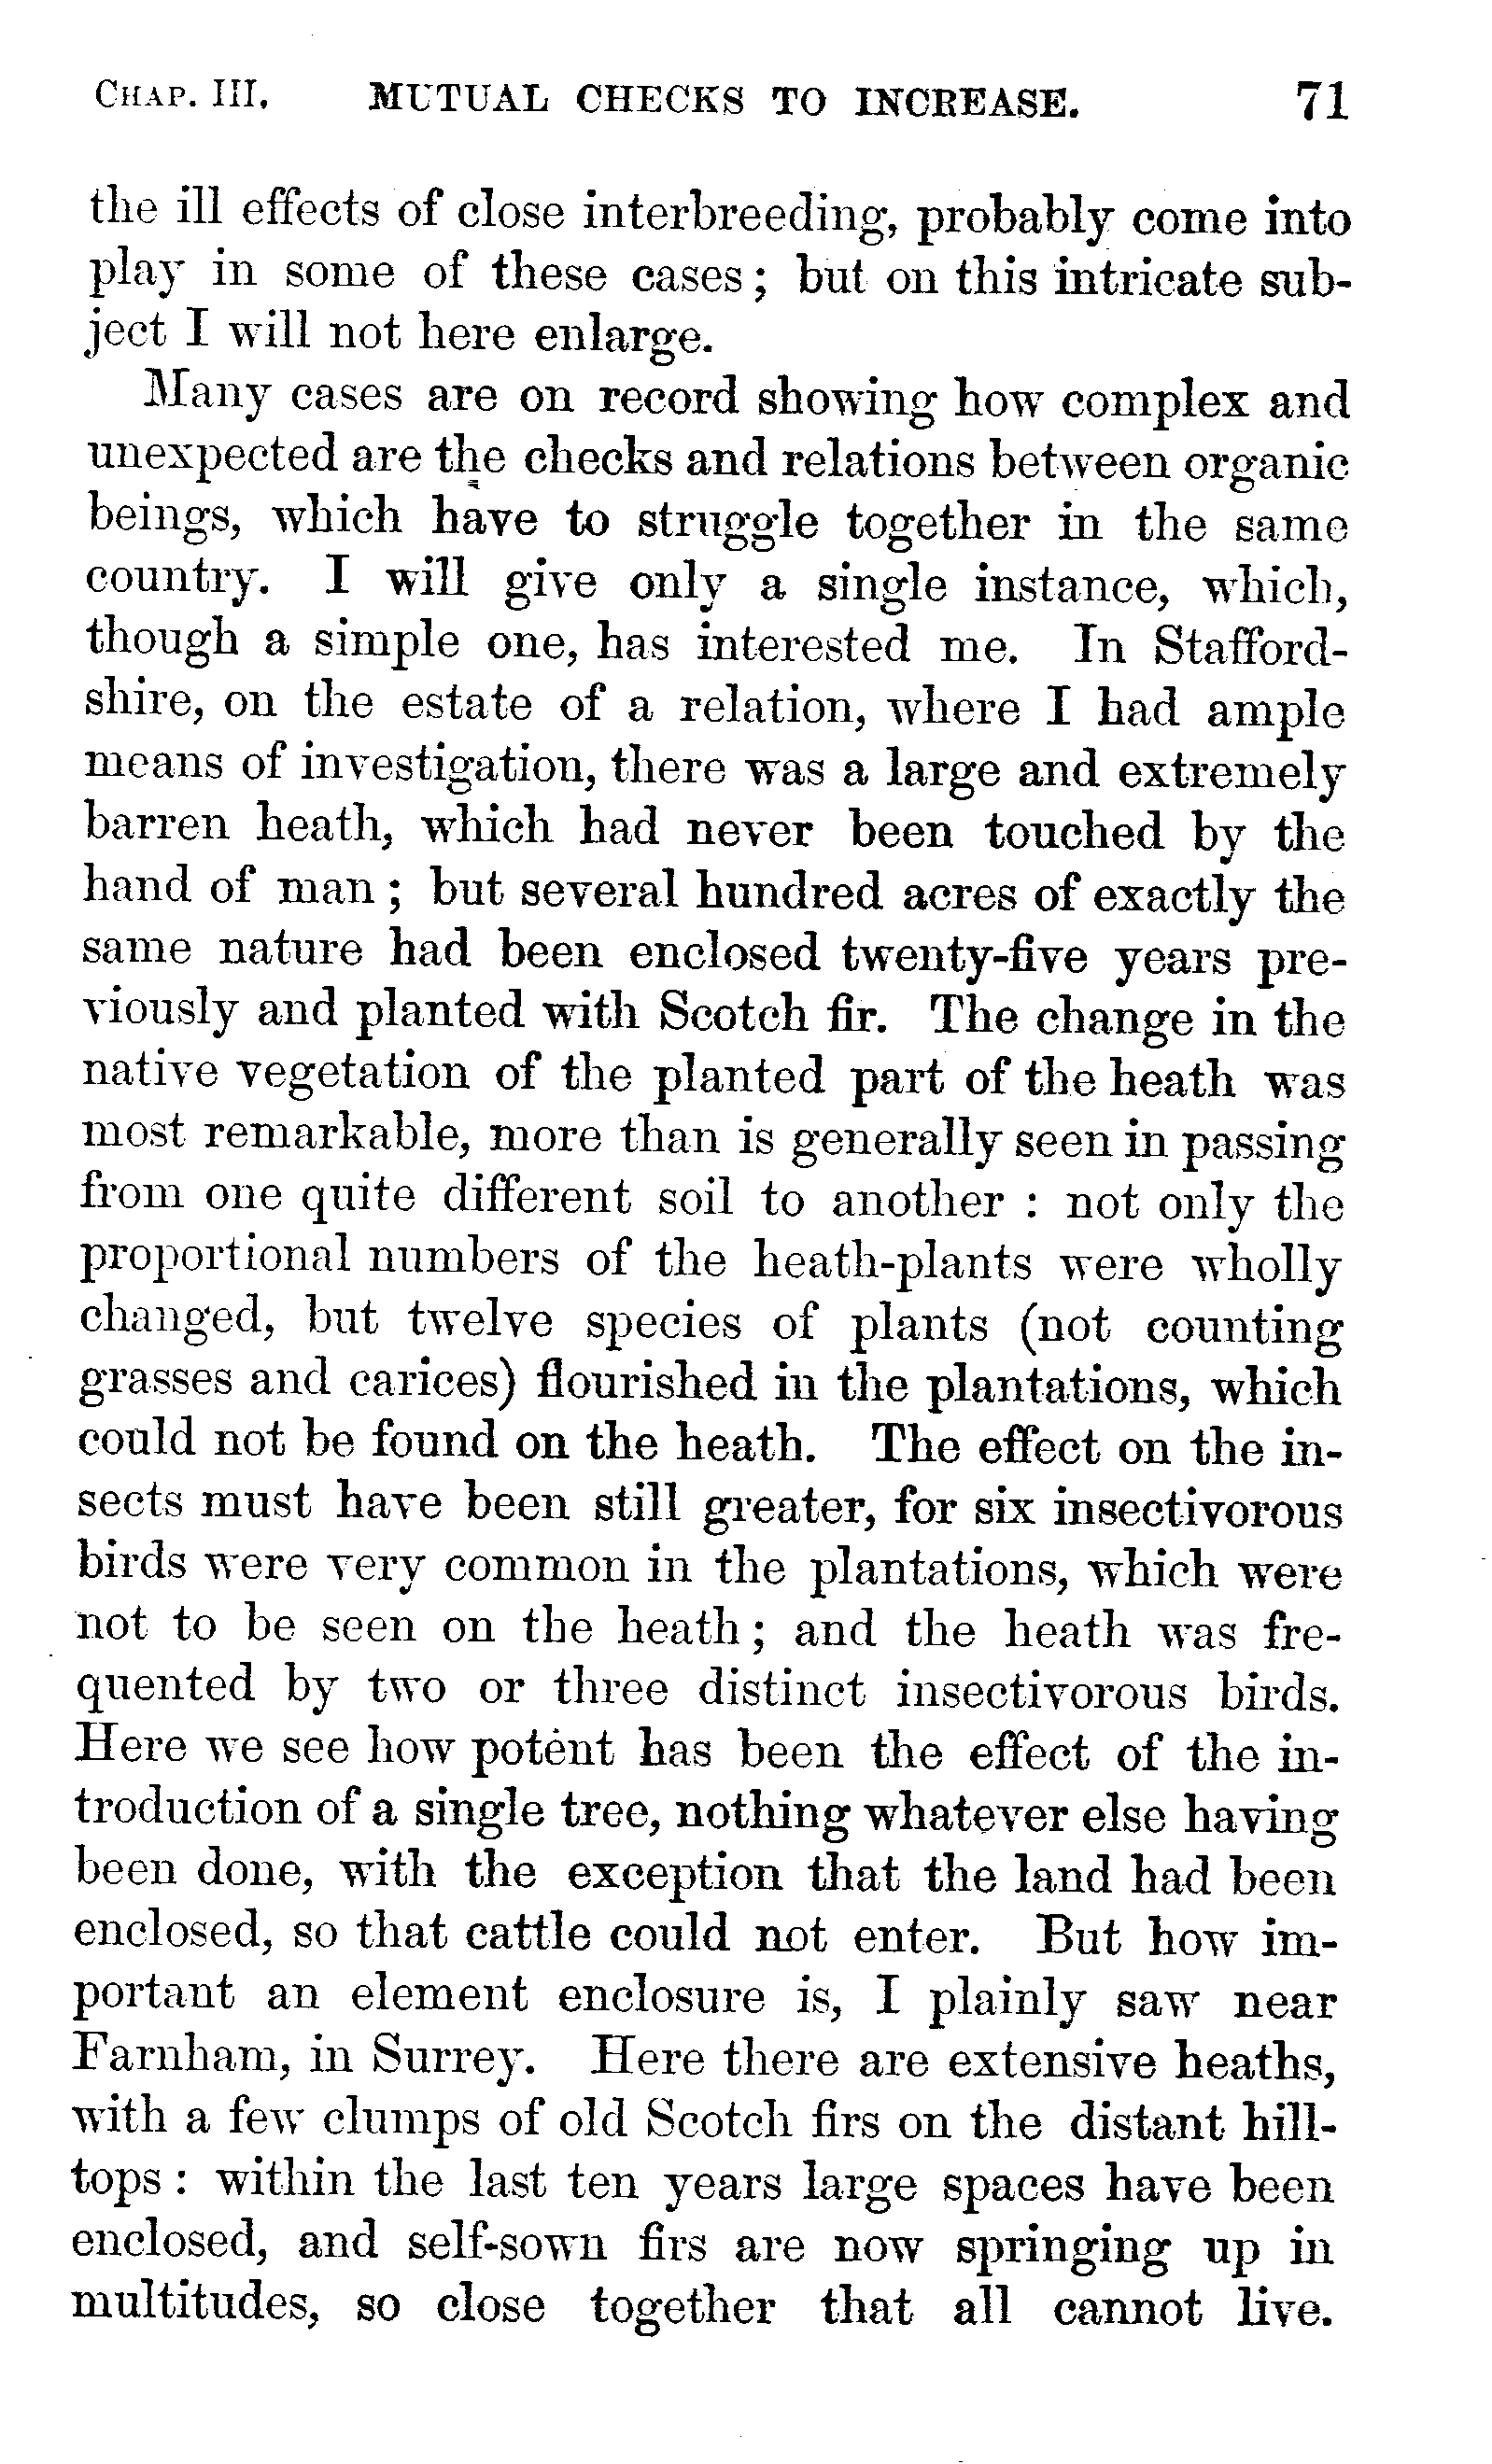 CHAP. III. MUTUAL CHECKS TO INCREASE. 71
the ill effects of close interbreeding, probably come into
play in some of these cases; but on this intricate sub-
ject I will not here enlarge.
Many cases are on record showing how complex and
unexpected are the checks and relations between organic
beings, which have to struggle together in the same
country. I will give only a single instance, which,
though a simple one, has interested me. In Stafford-
shire, on the estate of a relation, where I had ample
means of investigation, there was a large and extremely
barren heath, which had never been touched by the
hand of man; but several hundred acres of exactly the
same nature had been enclosed twenty-five years pre-
viously and planted with Scotch fir. The change in the
native vegetation of the planted part of the heath was
most remarkable, more than is generally seen in passing
from one quite different soil to another: not only the
proportional numbers of the heath-plants were wholly
changed, but twelve species of plants (not counting
grasses and carices) flourished in the plantations, which
could not be found on the heath. The effect on the in-
sects must have been still greater, for six insectivorous
birds were very common in the plantations, which were
not to be seen on the heath; and the heath was fre-
quented by two or three distinct insectivorous birds.
Here we see how potent has been the effect of the in-
troduction of a single tree, nothing whatever else having
been done, with the exception that the land had been
enclosed, so that cattle could not enter. But how im-
portant an element enclosure is, I plainly saw near
Farnham, in Surrey. Here there are extensive heaths,
with a few clumps of old Scotch firs on the distant hill-
tops: within the last ten years large spaces have been
enclosed, and self-sown firs are now springing up in
multitudes, so close together that all cannot live.